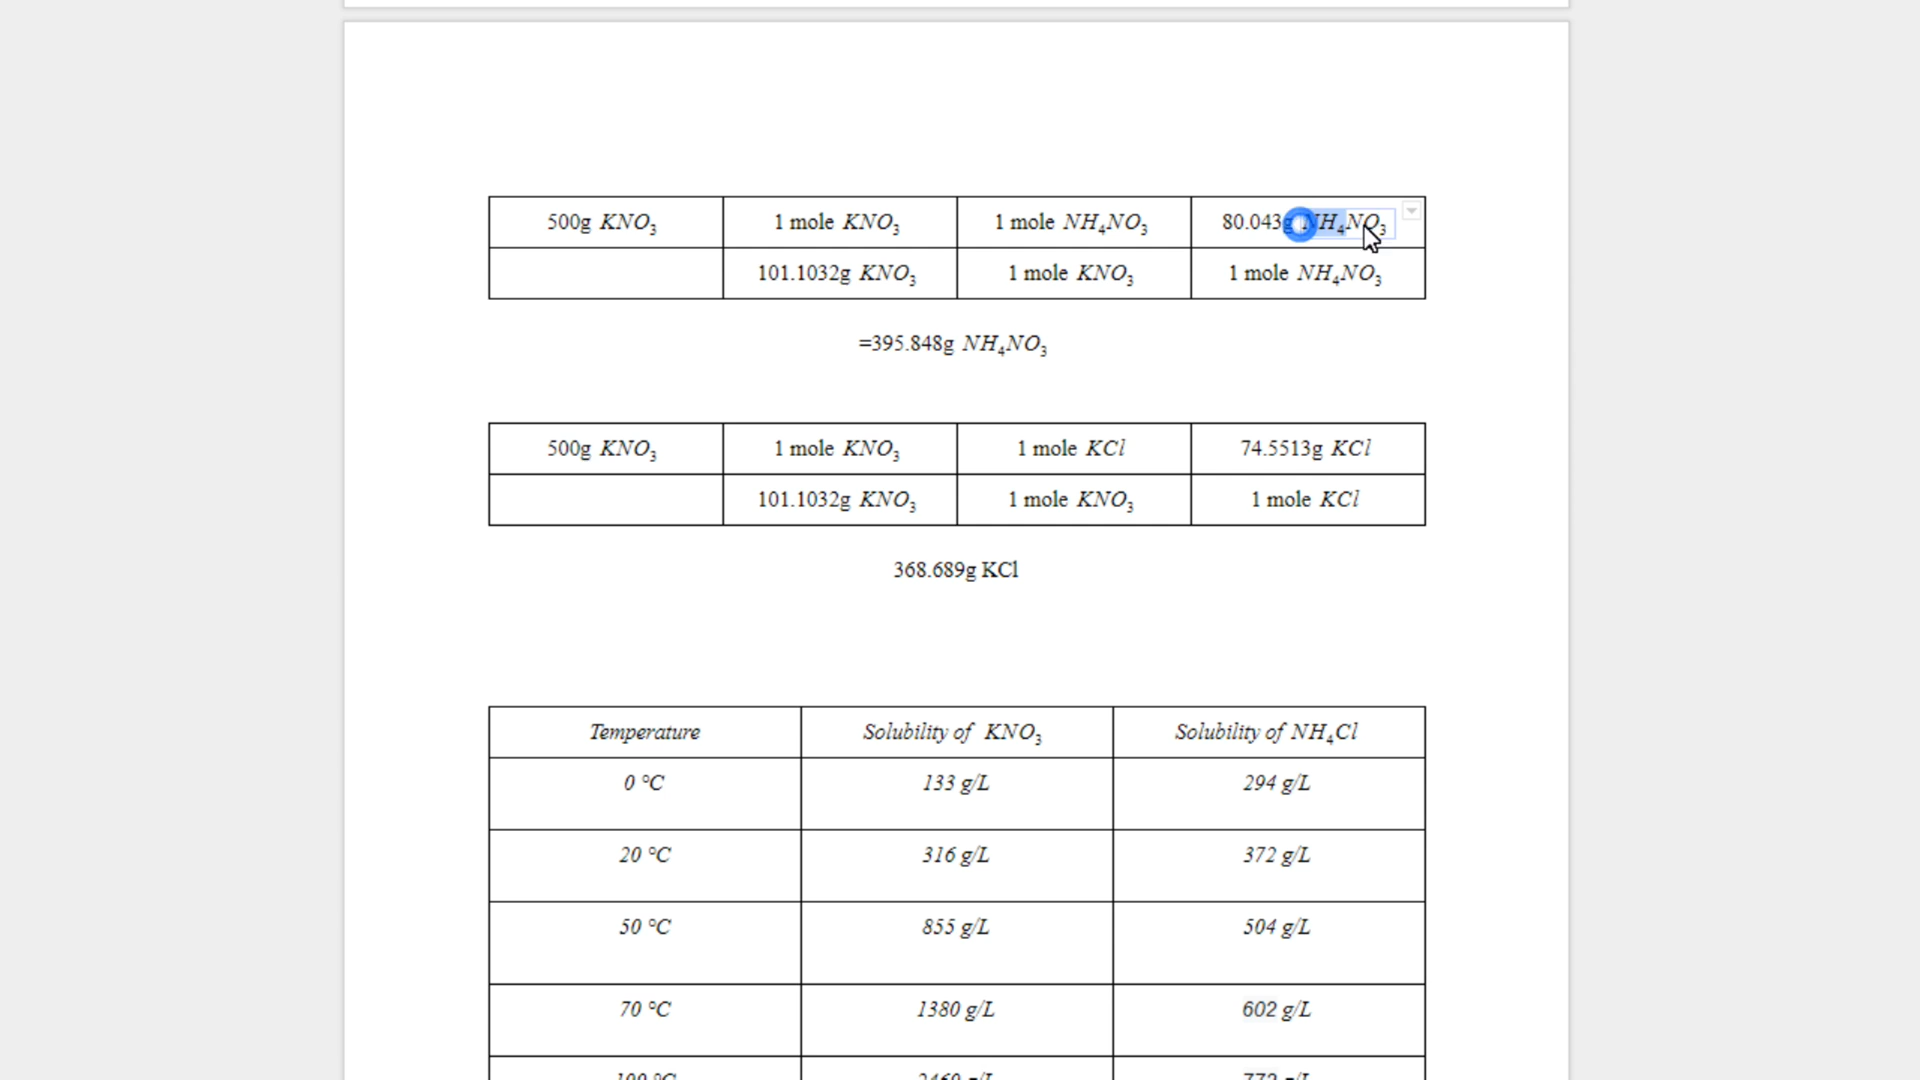 500g KNO₃ 1 mole KNO₃ 1 mole NH₄NO₃ 80.043g NH₄NO₃
101.1032g KNO₃ 1 mole KNO₃ 1 mole NH₄NO₃
=395.848g NH₄NO₃
500g KNO₃ 1 mole KNO₃ 1 mole KCl 74.5513g KCl
101.1032g KNO₃ 1 mole KNO₃ 1 mole KCl
368.689g KCl
Temperature Solubility of KNO₃ Solubility of NH₄Cl
0 °C 133 g/L 294 g/L
20 °C 316 g/L 372 g/L
50 °C 855 g/L 504 g/L
70 °C 1380 g/L 602 g/L